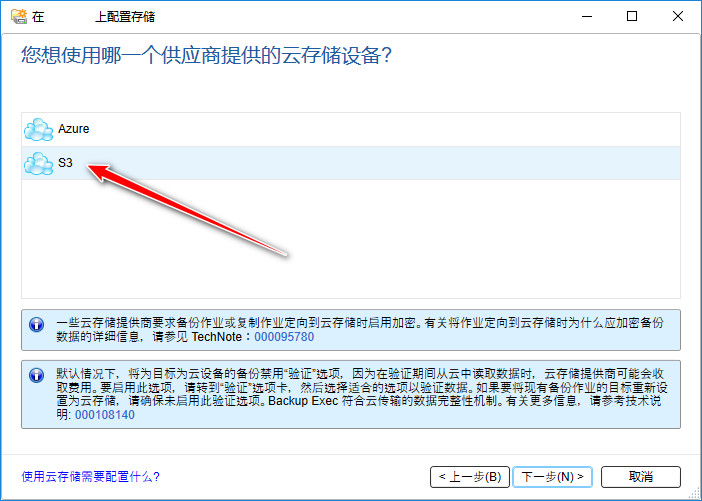 在 上配置存储
您想使用哪一个供应商提供的云存储设备?
Azure
S3
一些云存储提供商要求备份作业或复制作业定向到云存储时启用加密。有关将作业定向到云存储时为什么应加密备份
数据的详细信息，请参见 TechNote：000095780
默认情况下，将为目标为云设备的备份禁用“验证”选项，因为在验证期间从云中读取数据时，云存储提供商可能会收
取费用。要启用此选项，请转到“验证”选项卡，然后选择适合的选项以验证数据。如果要将现有备份作业的目标重新设
置为云存储，请确保未启用此验证选项。Backup Exec 符合云传输的数据完整性机制。有关更多信息，请参考技术说
明: 000108140
使用云存储需要配置什么?
< 上一步(B)
下一步(N) >
取消